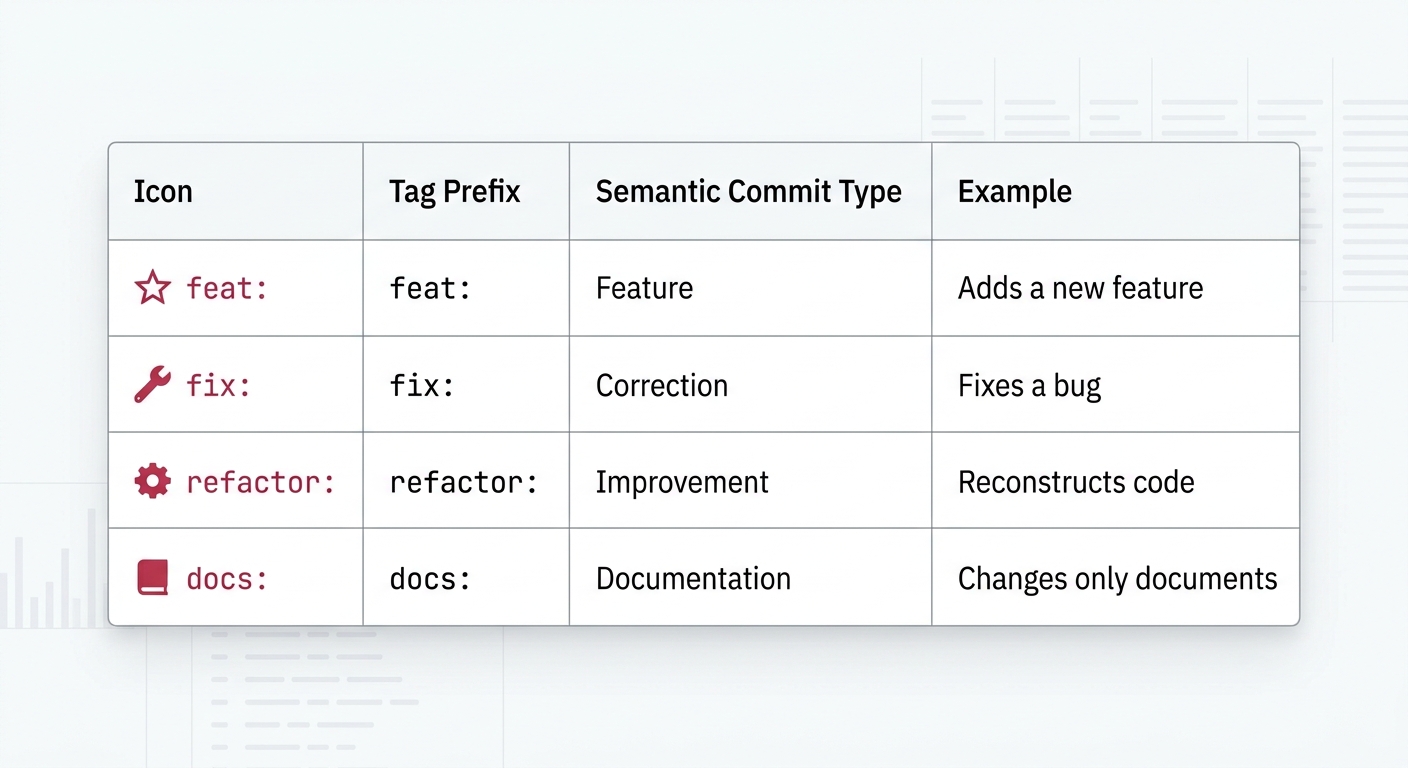 Icon Tag Prefix Semantic Commit Type Example
feat: feat: Feature Adds a new feature
fix: fix: Correction Fixes a bug
refactor: refactor: Improvement Reconstructs code
docs: docs: Documentation Changes only documents